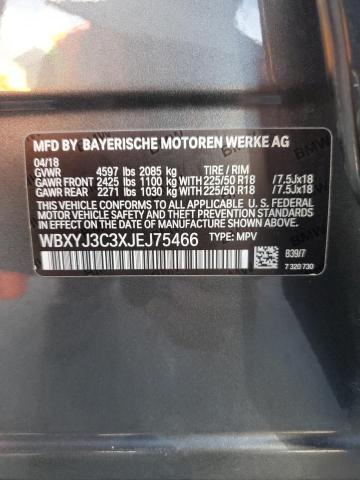 MFD BY BAYERISCHE MOTOREN WERKE AG
04/18
GVWR 4597 lbs 2085 kg TIRE / RIM
GAWR FRONT 2425 lbs 1100 kg WITH 225/50 R18 /7.5Jx18
GAWR REAR 2271 lbs 1030 kg WITH 225/50 R18 /7.5Jx18
THIS VEHICLE CONFORMS TO ALL APPLICABLE U. S. FEDERAL
MOTOR VEHICLE SAFETY, BUMPER, AND THEFT PREVENTION
STANDARDS IN EFFECT ON THE
DATE OF MANUFACTURE SHOWN ABOVE.
WBXYJ3C3XJEJ75466 TYPE: MPV
839/7
7 320 730